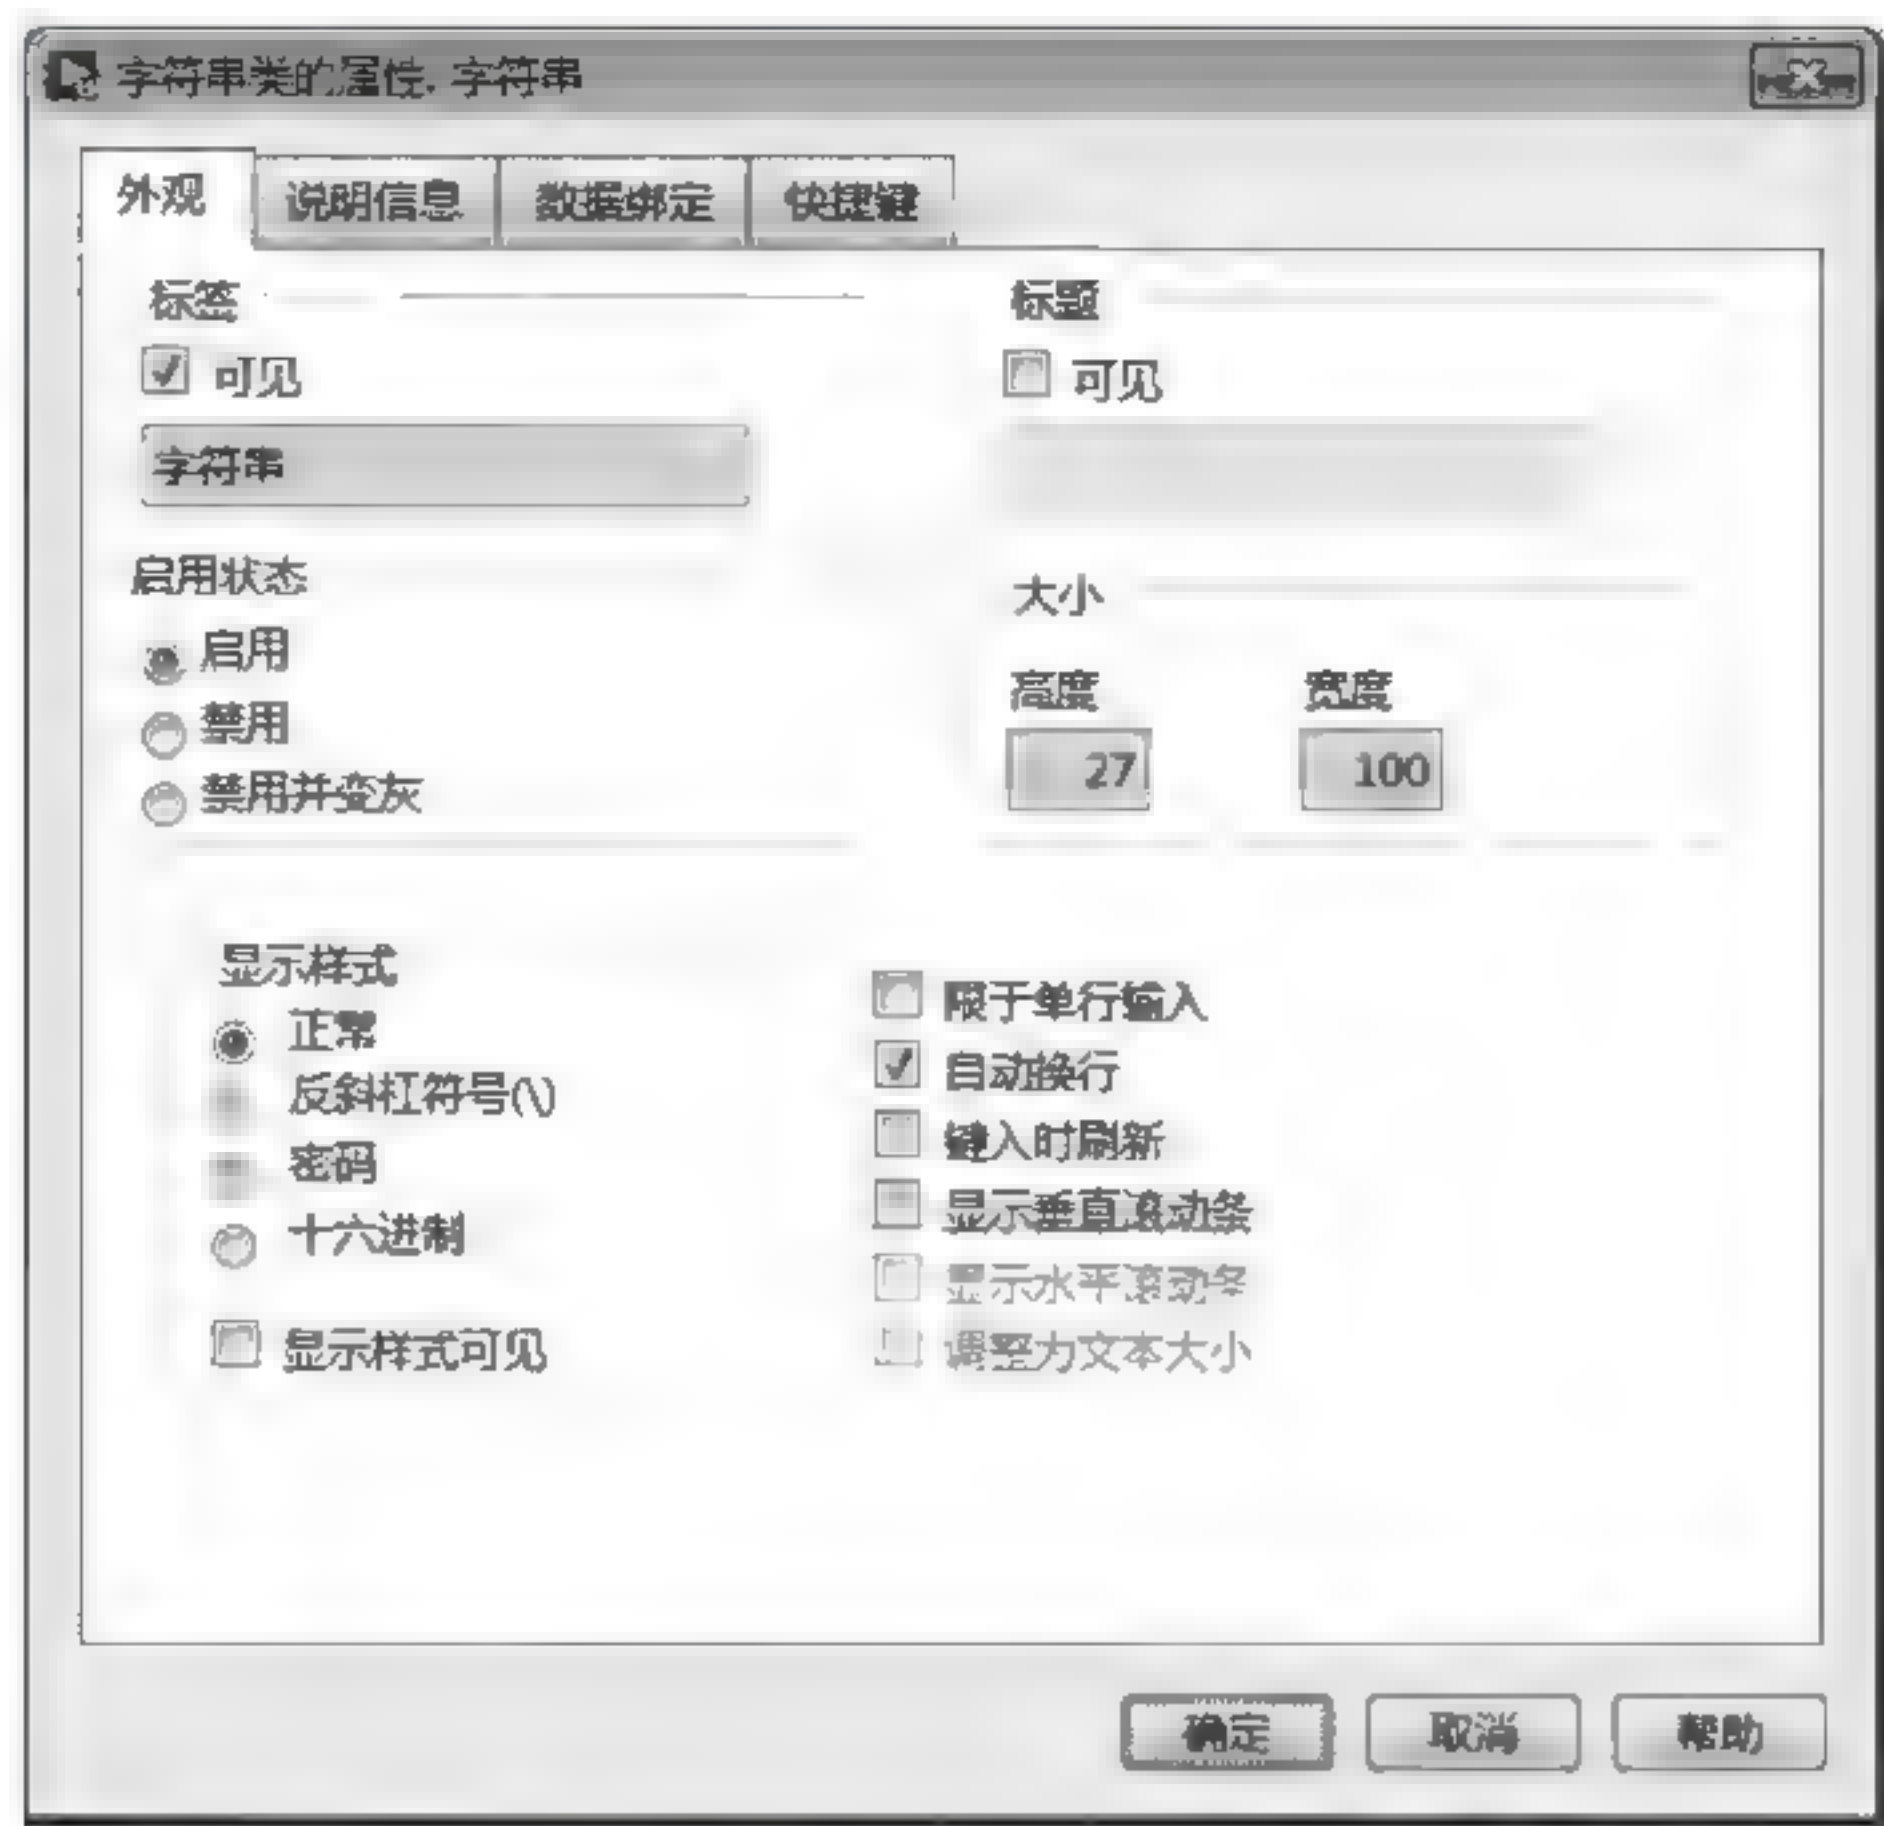 字符串类的属性: 字符串
外观 说明信息 数据绑定 快捷键
标签 标题
可见 可见
字符串
启用状态
大小
启用
高度 宽度
禁用
27 100
禁用并变灰
显示样式
限于单行输入
正常
自动换行
反斜杠符号(\)
键入时刷新
密码
显示垂直滚动条
十六进制
显示水平滚动条
显示样式可见
调整为文本大小
确定 取消 帮助